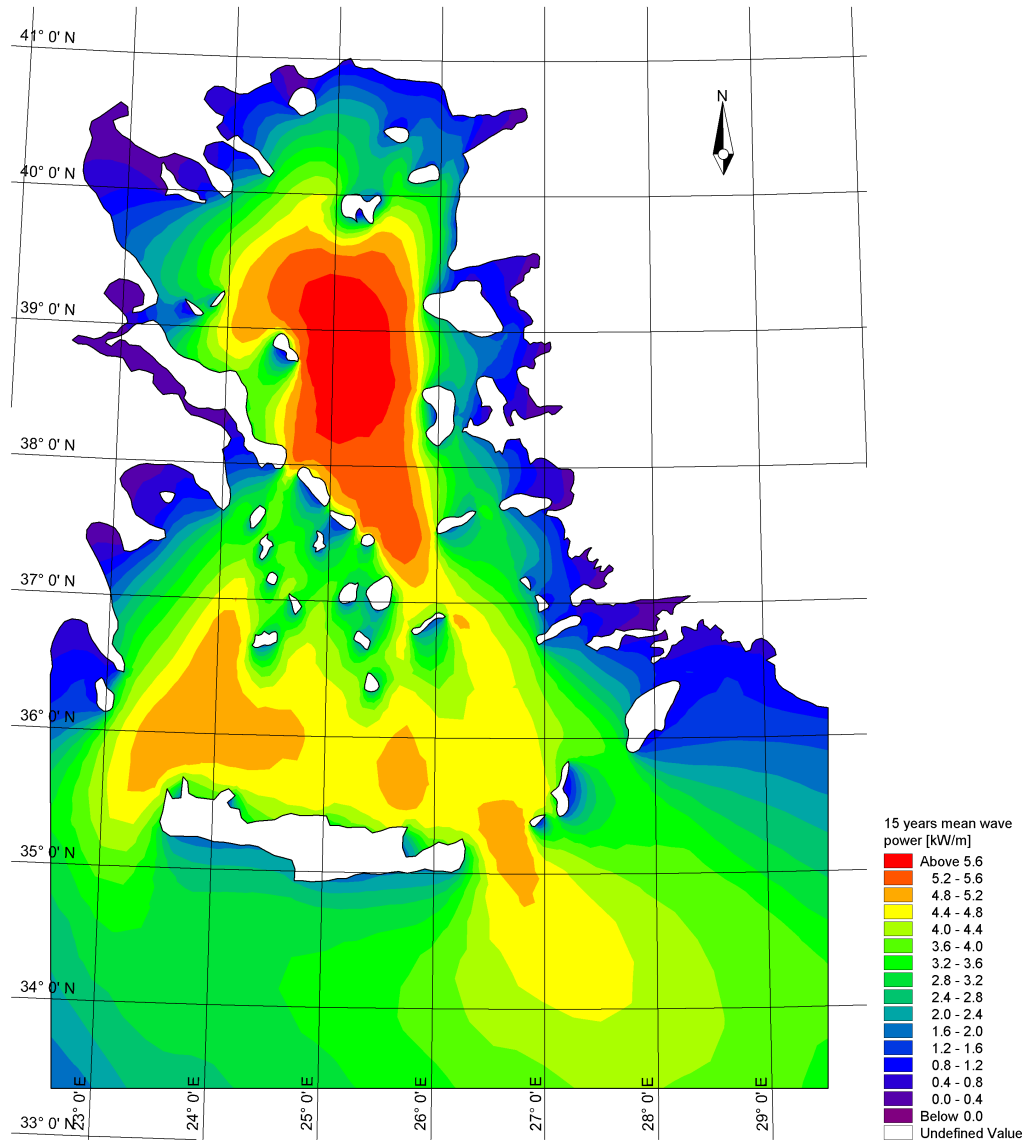 41° 0' N
N
40° 0' N
39° 0' N
38° 0' N
37° 0' N
36° 0' N
35° 0' N
34° 0' N
33° 0' N
23° 0'E
24° 0'E
25° 0'E
26° 0'E
27° 0'E
28° 0'E
29° 0'E
15 years mean wave
power [kW/m]
Above 5.6
5.2 - 5.6
4.8 - 5.2
4.4 - 4.8
4.0 - 4.4
3.6 - 4.0
3.2 - 3.6
2.8 - 3.2
2.4 - 2.8
2.0 - 2.4
1.6 - 2.0
1.2 - 1.6
0.8 - 1.2
0.4 - 0.8
0.0 - 0.4
Below 0.0
Undefined Value